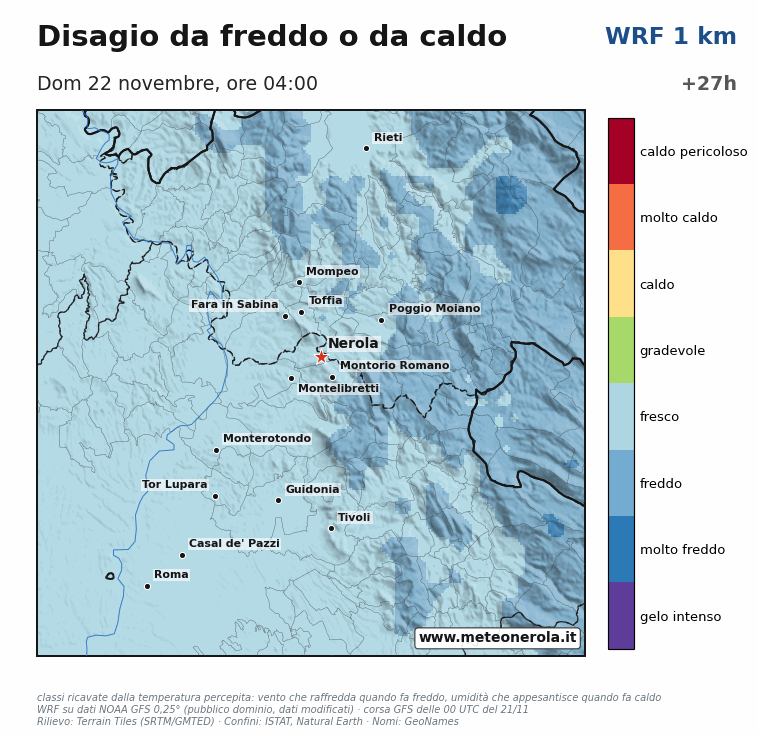 Disagio da freddo o da caldo
WRF 1 km
Dom 22 novembre, ore 04:00
+27h
Rieti
Mompeo
Toffia
Fara in Sabina
Poggio Moiano
Nerola
Montorio Romano
Montelibretti
Monterotondo
Tor Lupara
Guidonia
Tivoli
Casal de' Pazzi
Roma
www.meteonerola.it
caldo pericoloso
molto caldo
caldo
gradevole
fresco
freddo
molto freddo
gelo intenso
classi ricavate dalla temperatura percepita: vento che raffredda quando fa freddo, umidità che appesantisce quando fa caldo
WRF su dati NOAA GFS 0,25° (pubblico dominio, dati modificati) · corsa GFS delle 00 UTC del 21/11
Rilievo: Terrain Tiles (SRTM/GMTED) · Confini: ISTAT, Natural Earth · Nomi: GeoNames